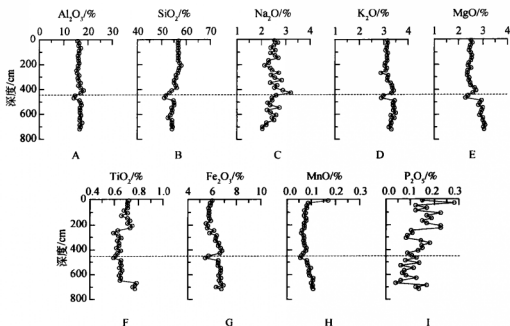 Al₂O₃/% SiO₂/% Na₂O/% K₂O/% MgO/%
0 10 20 30 40 50 60 70 1 2 3 4 1 2 3 4 1 2 3 4
0
200
400
600
800
深度/cm
A B C D E
TiO₂/% Fe₂O₃/% MnO/% P₂O₅/%
0.4 0.6 0.8 1.0 4 6 8 10 0.0 0.1 0.2 0.3 0.0 0.1 0.2 0.3
0
200
400
600
800
深度/cm
F G H I